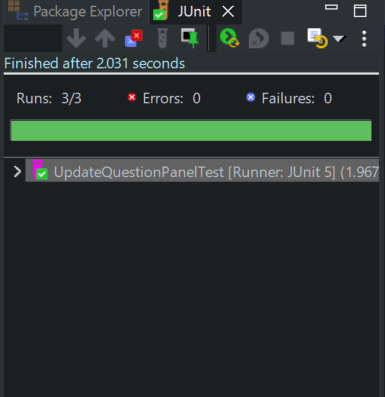 Package Explorer JUnit
Finished after 2.031 seconds
Runs: 3/3 Errors: 0 Failures: 0
UpdateQuestionPanelTest [Runner: JUnit 5] (1.967